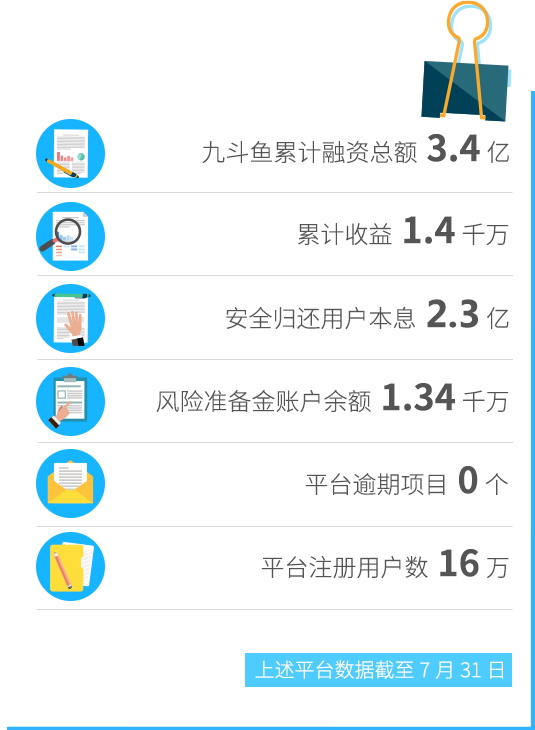 九斗鱼累计融资总额 3.4 亿
累计收益 1.4 千万
安全归还用户本息 2.3 亿
风险准备金账户余额 1.34 千万
平台逾期项目 0 个
平台注册用户数 16 万
上述平台数据截至 7 月 31 日